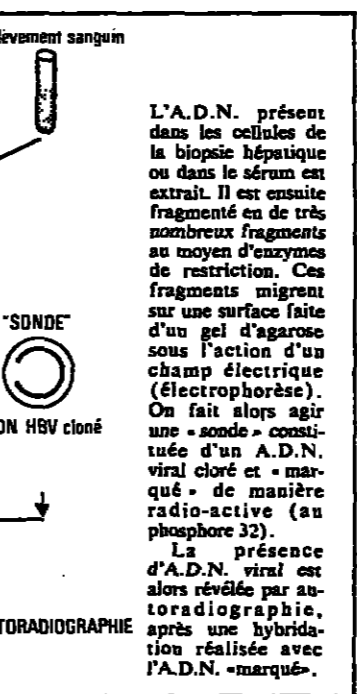 lèvement sanguin
"SONDE"
ON HBV cloné
TORADIOGRAPHIE
L'A.D.N. présent
dans les cellules de
la biopsie hépatique
ou dans le sérum est
extrait. Il est ensuite
fragmenté en de très
nombreux fragments
au moyen d'enzymes
de restriction. Ces
fragments migrent
sur une surface faite
d'un gel d'agarose
sous l'action d'un
champ électrique
(électrophorèse).
On fait alors agir
une « sonde » consti-
tuée d'un A.D.N.
viral cloré et « mar-
qué » de manière
radio-active (au
phosphore 32).
La présence
d'A.D.N. viral est
alors révélée par au-
toradiographie,
après une hybrida-
tion réalisée avec
l'A.D.N. «marqué».